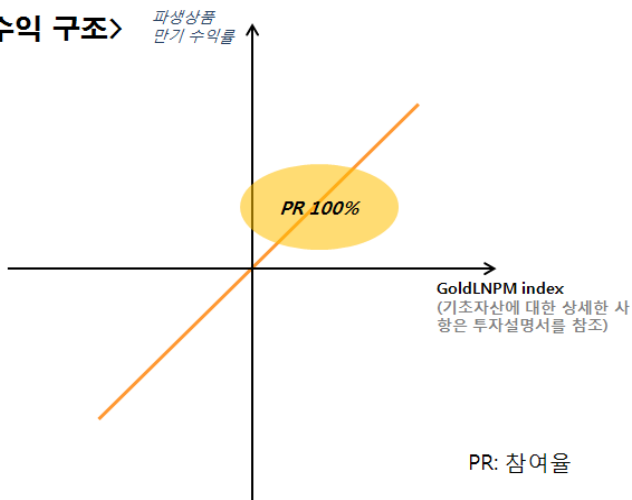 수익 구조>
파생상품
만기 수익률
PR 100%
GoldLNPM index
(기초자산에 대한 상세한 사
항은 투자설명서를 참조)
PR: 참여율